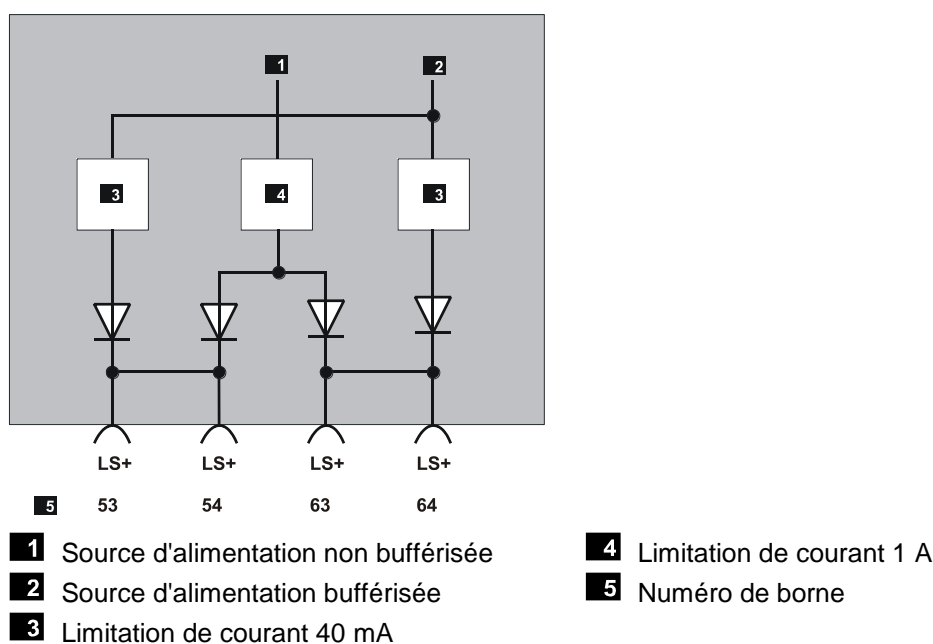 1 2
3 4 3
LS+ LS+ LS+ LS+
5 53 54 63 64
1 Source d'alimentation non bufférisée
2 Source d'alimentation bufférisée
3 Limitation de courant 40 mA
4 Limitation de courant 1 A
5 Numéro de borne